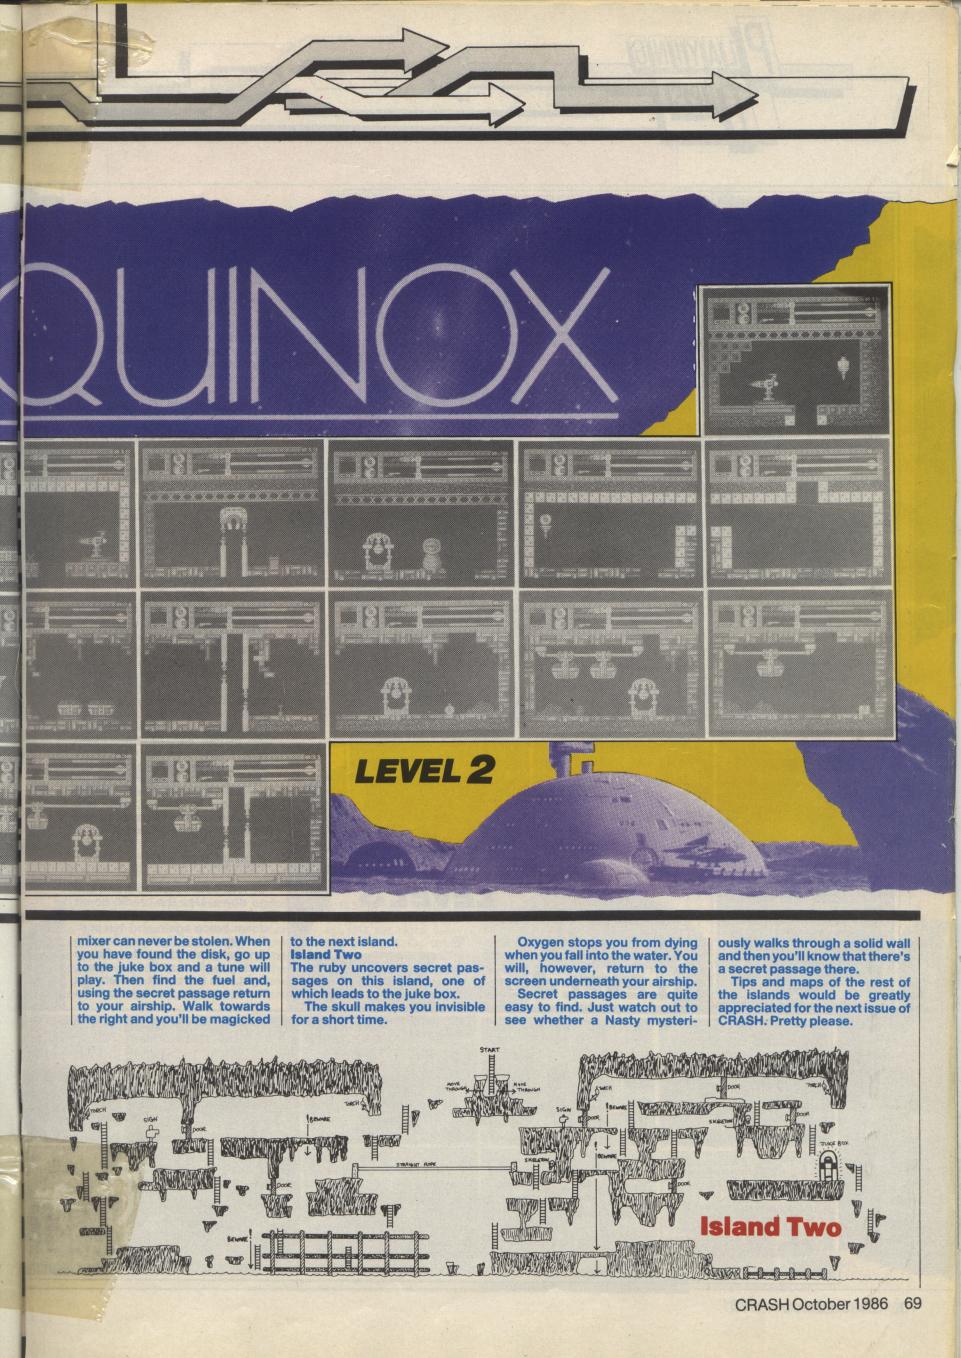 QUINOX
LEVEL 2
mixer can never be stolen. When
you have found the disk, go up
to the juke box and a tune will
play. Then find the fuel and,
using the secret passage return
to your airship. Walk towards
the right and you'll be magicked
to the next island.
Island Two
The ruby uncovers secret pas-
sages on this island, one of
which leads to the juke box.
The skull makes you invisible
for a short time.
Oxygen stops you from dying
when you fall into the water. You
will, however, return to the
screen underneath your airship.
Secret passages are quite
easy to find. Just watch out to
see whether a Nasty mysteri-
ously walks through a solid wall
and then you'll know that there's
a secret passage there.
Tips and maps of the rest of
the islands would be greatly
appreciated for the next issue of
CRASH. Pretty please.
START
MOVE THROUGH
MOVE THROUGH
TORCH
SIGN
DOOR
BEWARE
TORCH
SIGN
TORCH
DOOR
DOOR
BEWARE
SKELETON
DOOR
JUKE BOX
STRAIGHT ROPE
SKELETON
BEWARE
DOOR
DOOR
BEWARE
Island Two
CRASH October 1986 69